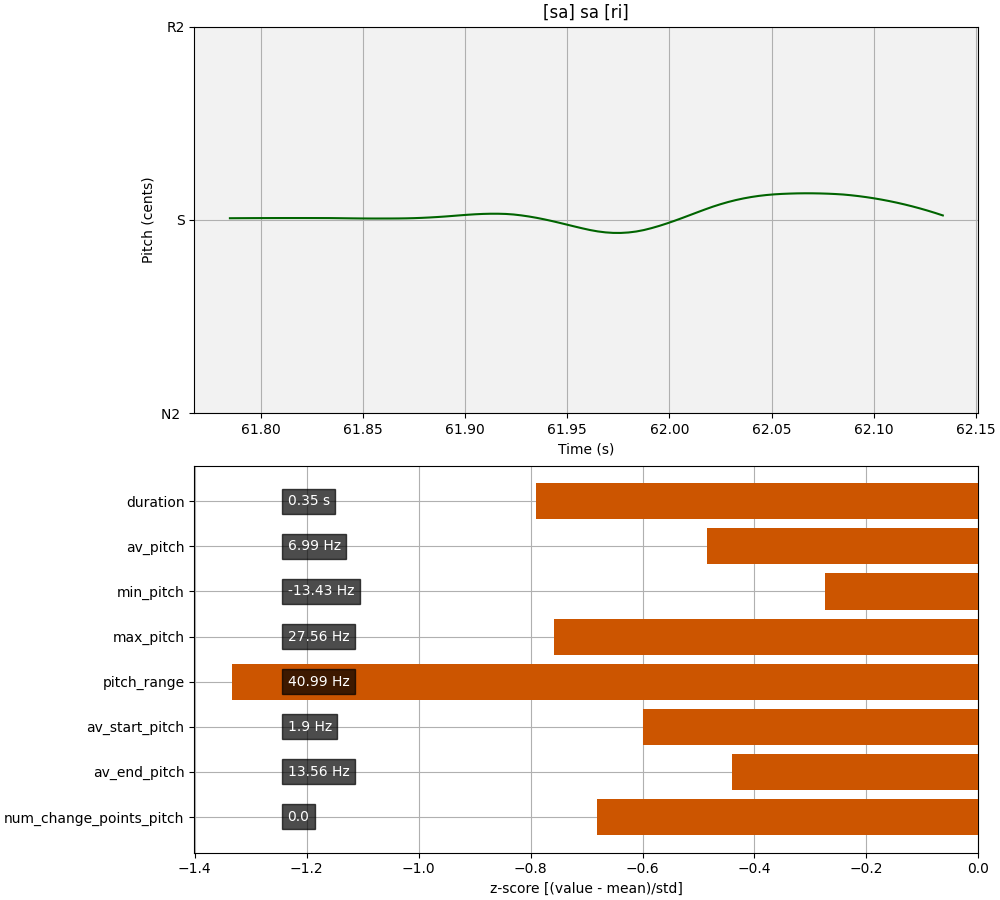 [sa] sa [ri]
R2
S
N2
Pitch (cents)
61.80 61.85 61.90 61.95 62.00 62.05 62.10 62.15
Time (s)
duration 0.35 s
av_pitch 6.99 Hz
min_pitch -13.43 Hz
max_pitch 27.56 Hz
pitch_range 40.99 Hz
av_start_pitch 1.9 Hz
av_end_pitch 13.56 Hz
num_change_points_pitch 0.0
−1.4 −1.2 −1.0 −0.8 −0.6 −0.4 −0.2 0.0
z-score [(value - mean)/std]